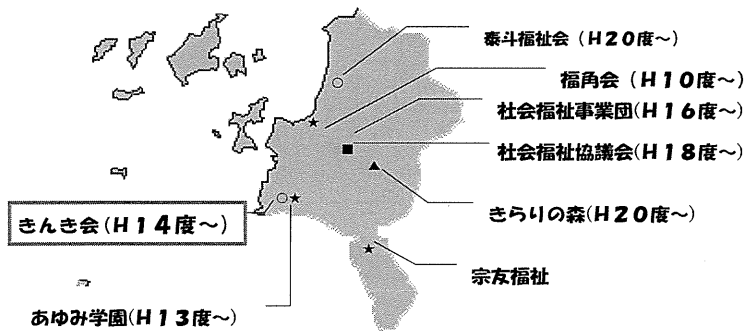 泰斗福祉会（H２０度～）
福角会（H１０度～）
社会福祉事業団(H１６度～)
社会福祉協議会(H１８度～)
きんき会(H１４度～)
きらりの森(H２０度～)
宗友福祉
あゆみ学園(H１３度～)